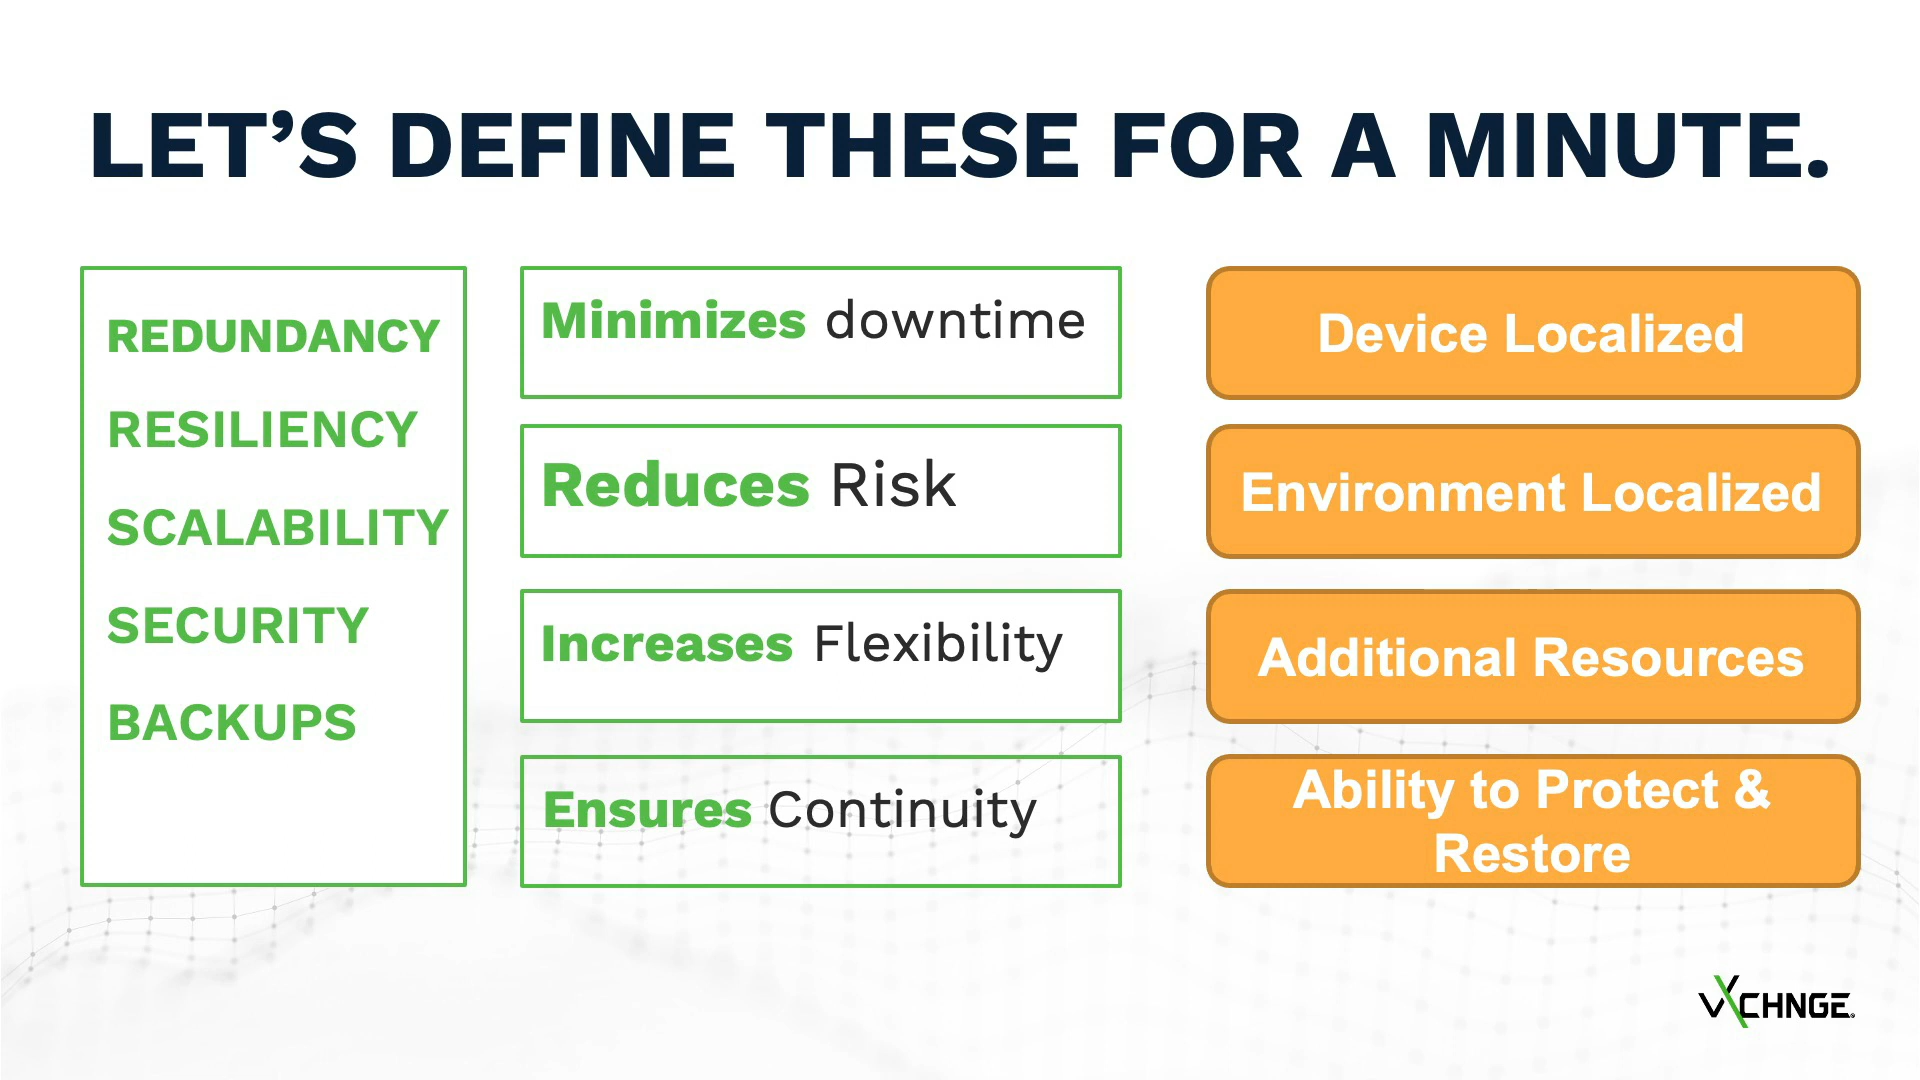 LET’S DEFINE THESE FOR A MINUTE.
REDUNDANCY
RESILIENCY
SCALABILITY
SECURITY
BACKUPS
Minimizes downtime
Reduces Risk
Increases Flexibility
Ensures Continuity
Device Localized
Environment Localized
Additional Resources
Ability to Protect &
Restore
VXCHNGE.